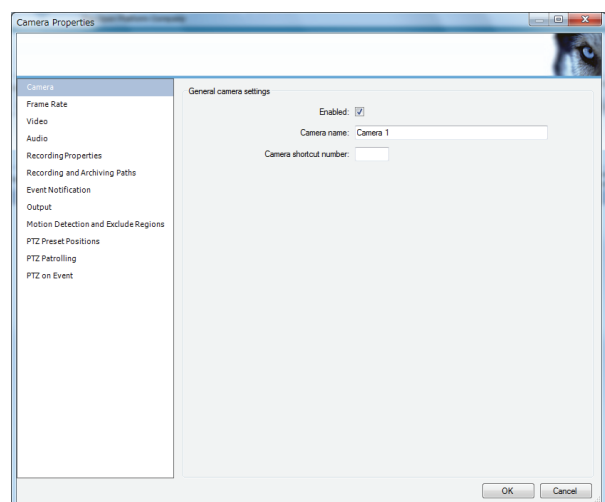 Camera Properties
Camera
Frame Rate
Video
Audio
Recording Properties
Recording and Archiving Paths
Event Notification
Output
Motion Detection and Exclude Regions
PTZ Preset Positions
PTZ Patrolling
PTZ on Event
General camera settings
Enabled:
Camera name: Camera 1
Camera shortcut number:
OK Cancel